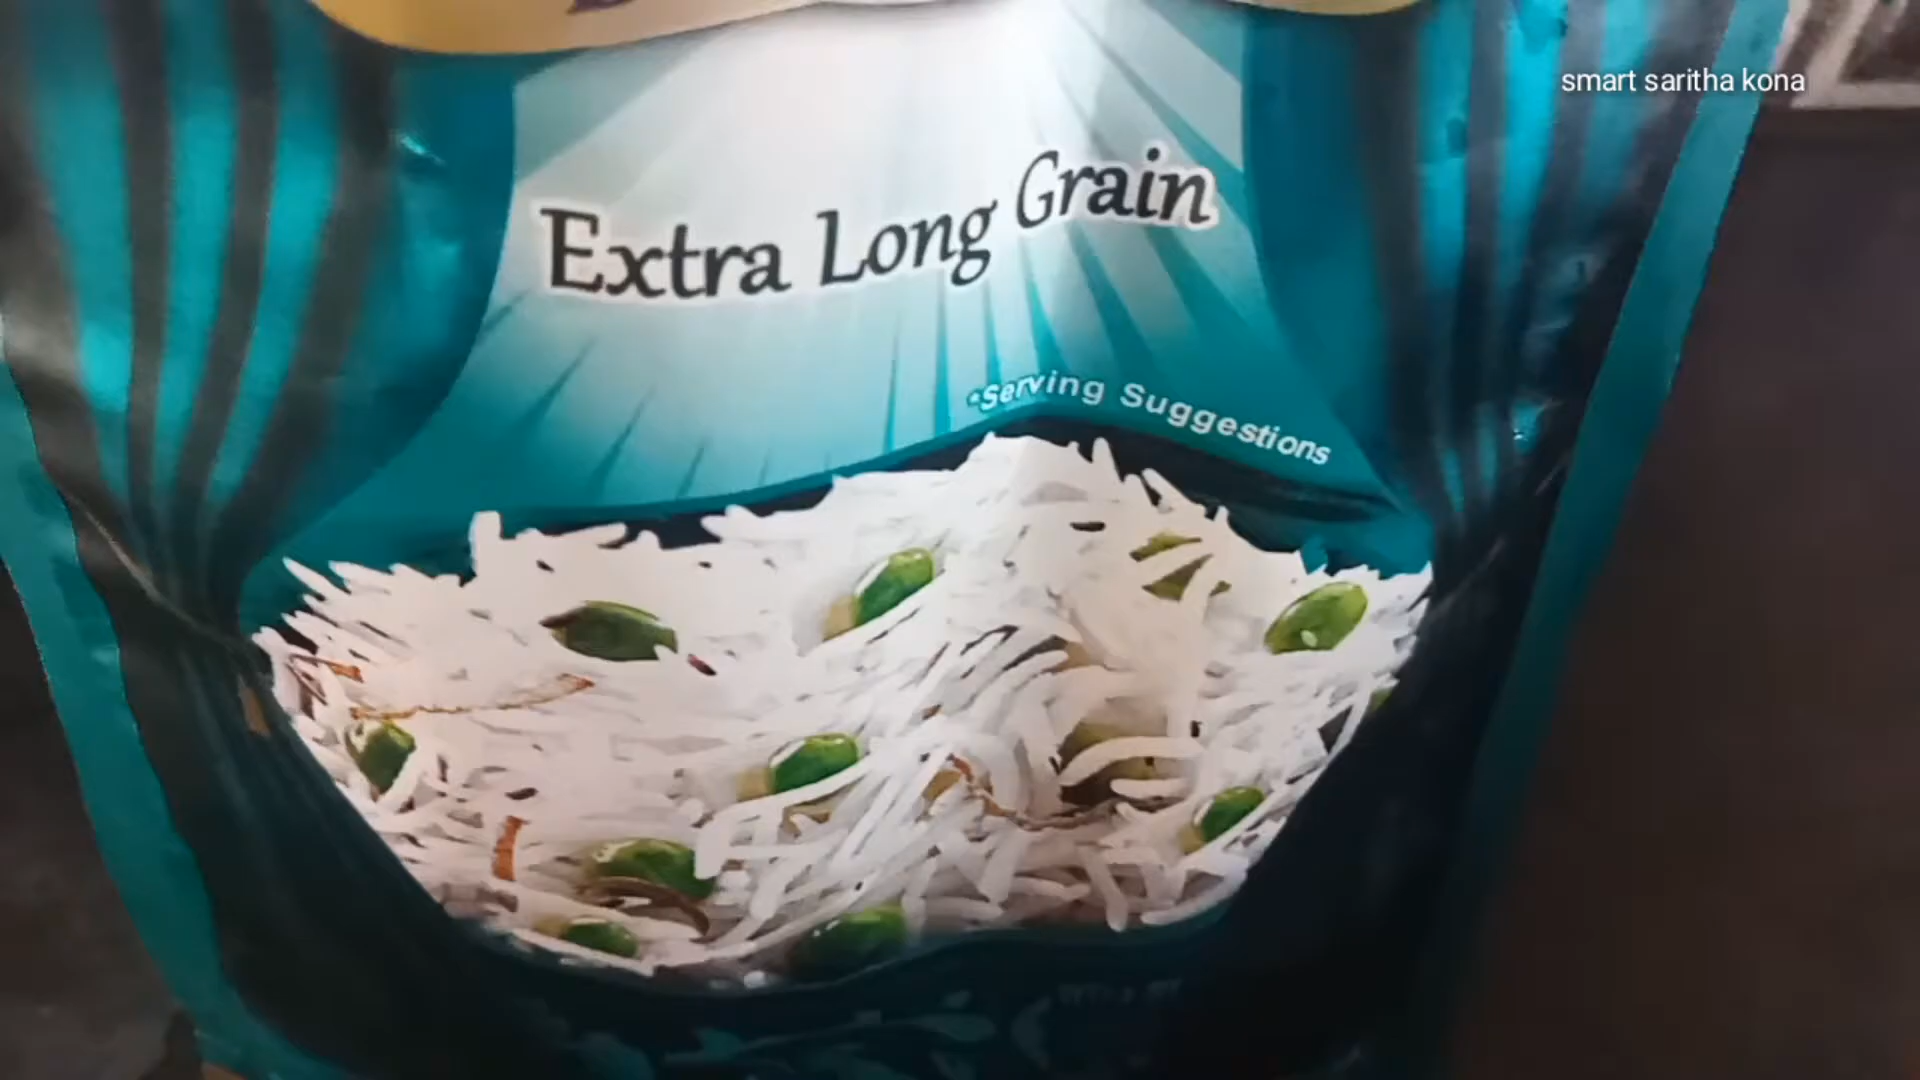 smart saritha kona
Extra Long Grain
*Serving Suggestions